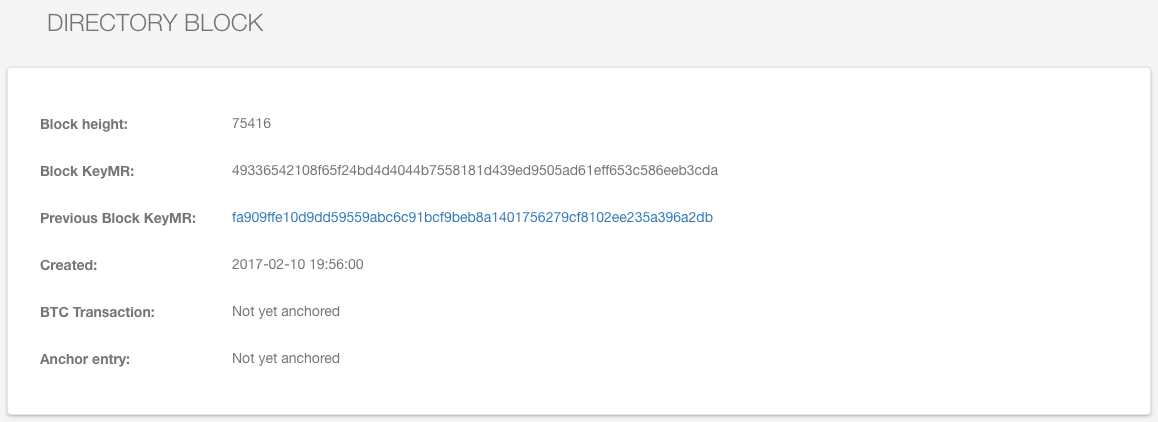 DIRECTORY BLOCK
Block height: 75416
Block KeyMR: 49336542108f65f24bd4d4044b7558181d439ed9505ad61eff653c586eeb3cda
Previous Block KeyMR: fa909ffe10d9dd59559abc6c91bcf9beb8a1401756279cf8102ee235a396a2db
Created: 2017-02-10 19:56:00
BTC Transaction: Not yet anchored
Anchor entry: Not yet anchored